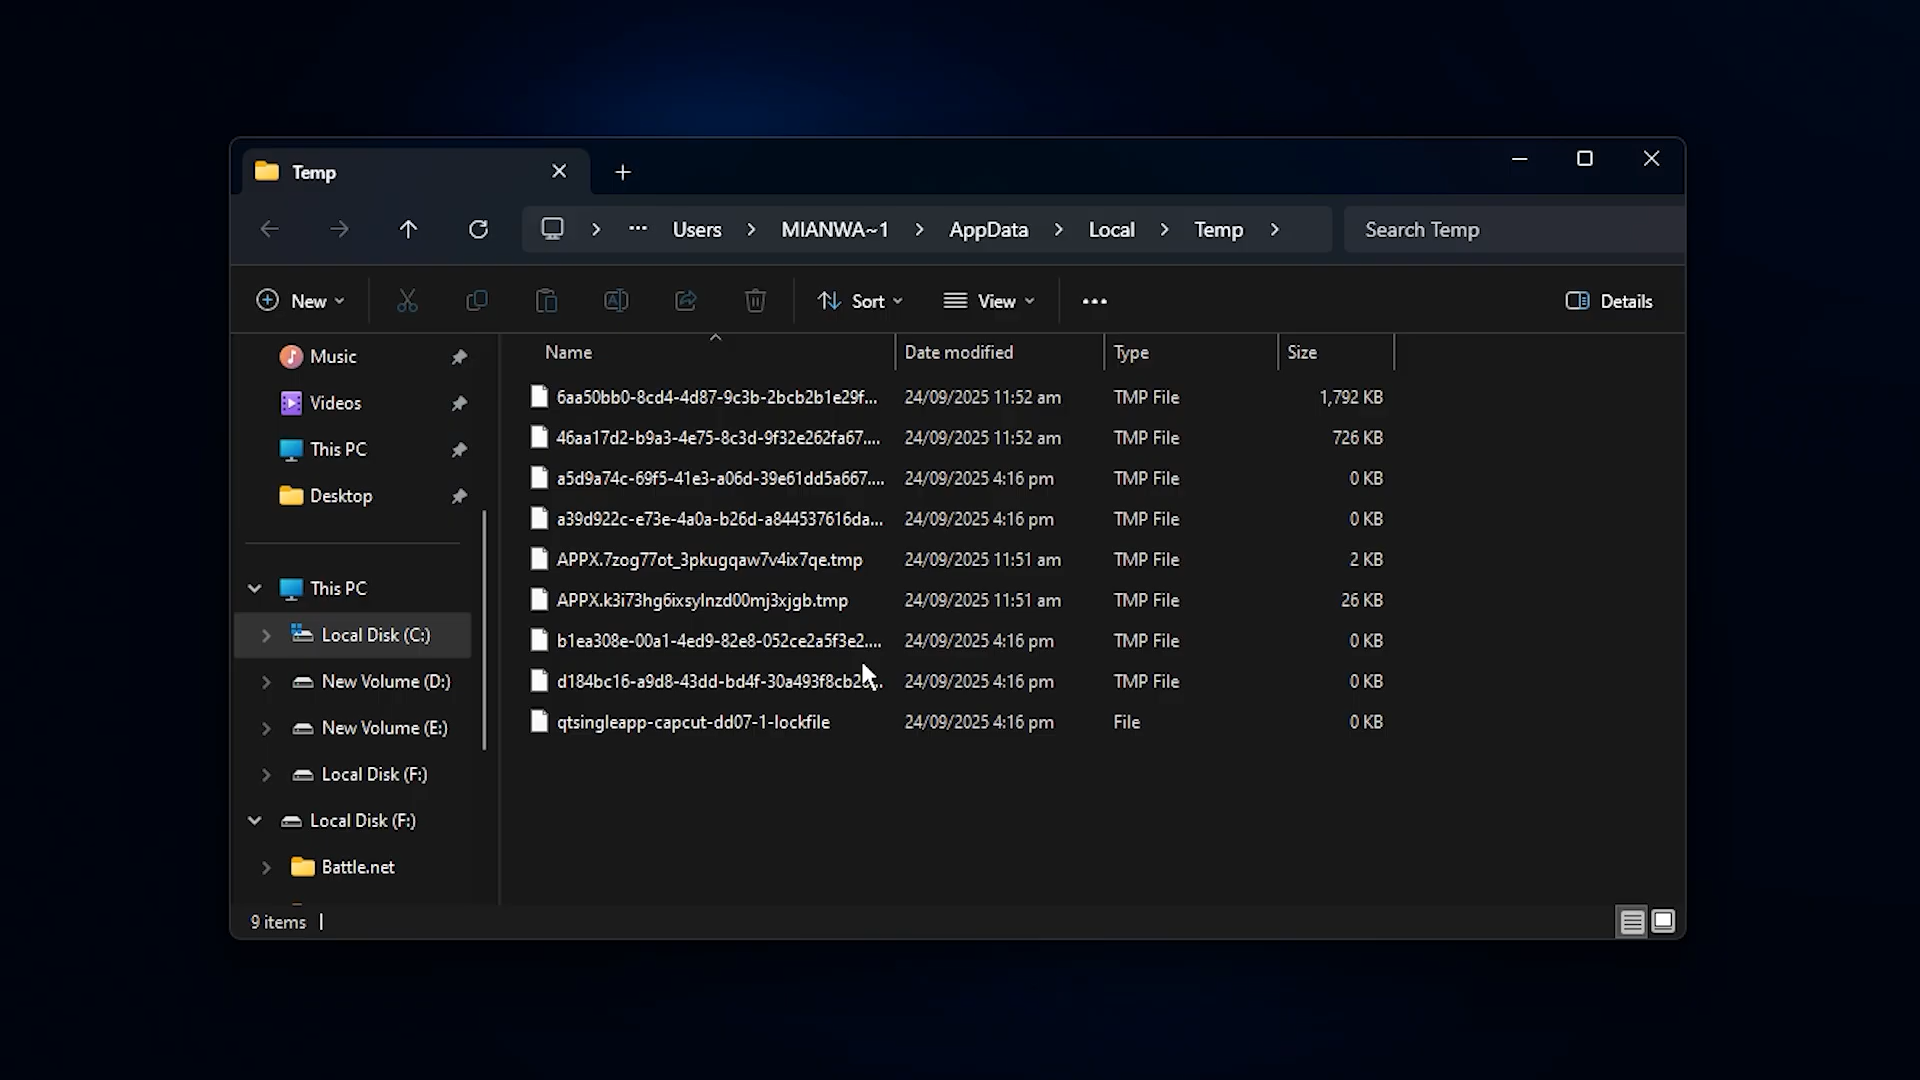 Temp
Users > MIANWA~1 > AppData > Local > Temp >
Search Temp
New
Sort
View
Details
Music
Videos
This PC
Desktop
This PC
Local Disk (C:)
New Volume (D:)
New Volume (E:)
Local Disk (F:)
Local Disk (F:)
Battle.net
Name Date modified Type Size
6aa50bb0-8cd4-4d87-9c3b-2bcb2b1e29f... 24/09/2025 11:52 am TMP File 1,792 KB
46aa17d2-b9a3-4e75-8c3d-9f32e262fa67.... 24/09/2025 11:52 am TMP File 726 KB
a5d9a74c-69f5-41e3-a06d-39e61dd5a667.... 24/09/2025 4:16 pm TMP File 0 KB
a39d922c-e73e-4a0a-b26d-a844537616da... 24/09/2025 4:16 pm TMP File 0 KB
APPX.7zog77ot_3pkugqaw7v4ix7qe.tmp 24/09/2025 11:51 am TMP File 2 KB
APPX.k3i73hg6ixsylnzd00mj3xjgb.tmp 24/09/2025 11:51 am TMP File 26 KB
b1ea308e-00a1-4ed9-82e8-052ce2a5f3e2.... 24/09/2025 4:16 pm TMP File 0 KB
24/09/2025 4:16 pm TMP File 0 KB
qtsingleapp-capcut-dd07-1-lockfile 24/09/2025 4:16 pm File 0 KB
9 items